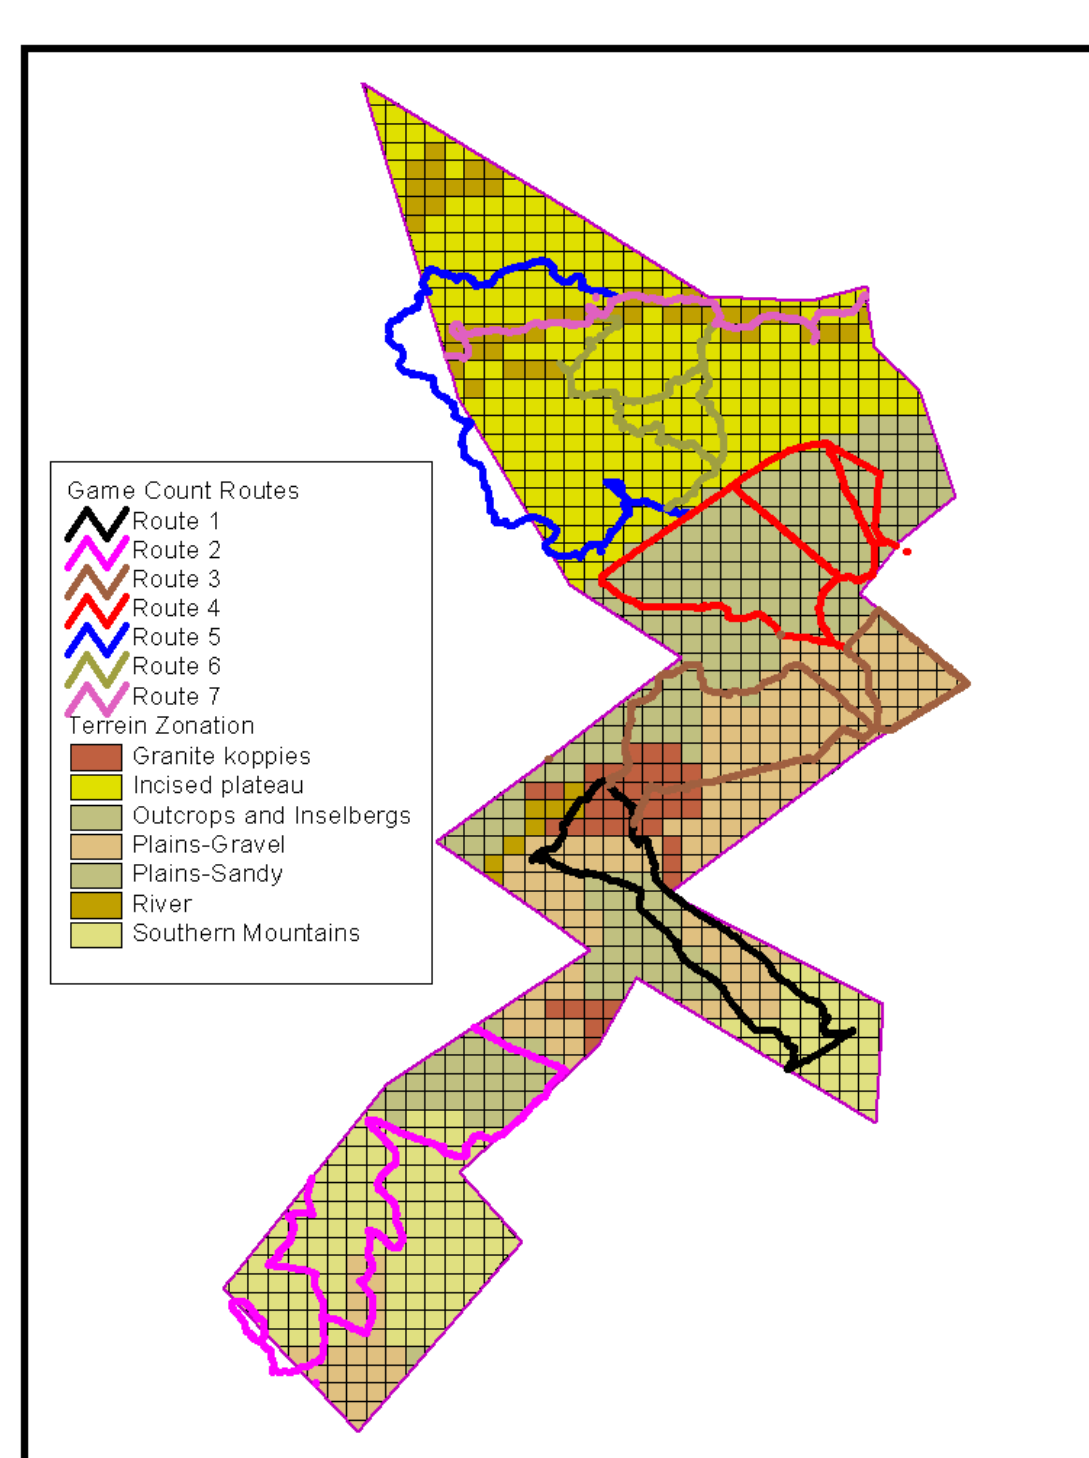 Game Count Routes
Route 1
Route 2
Route 3
Route 4
Route 5
Route 6
Route 7
Terrein Zonation
Granite koppies
Incised plateau
Outcrops and Inselbergs
Plains-Gravel
Plains-Sandy
River
Southern Mountains